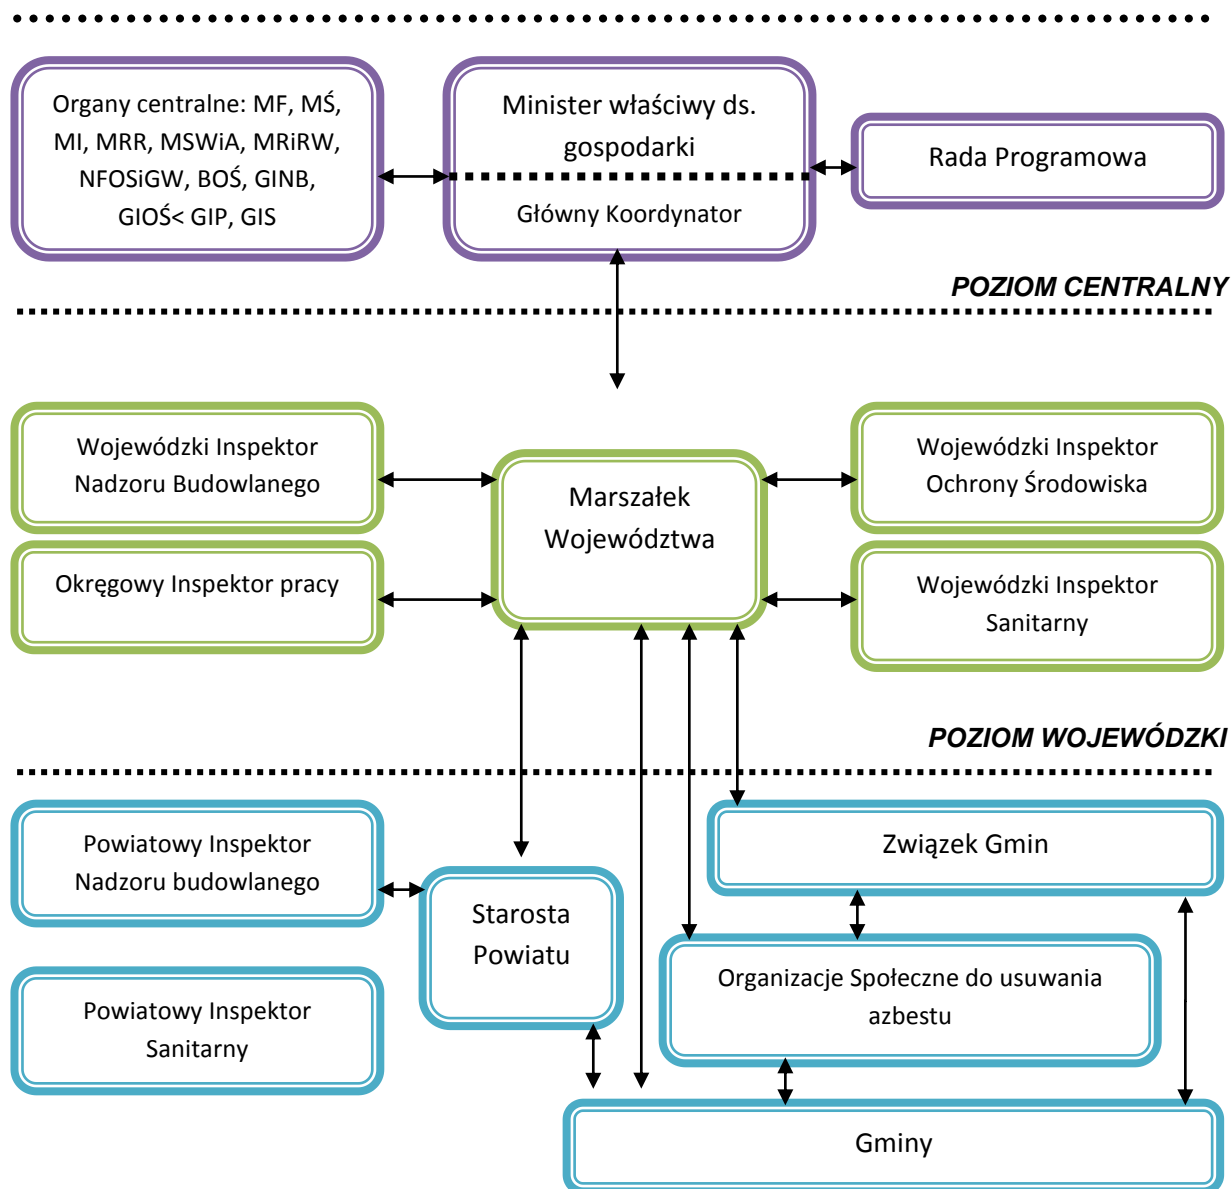 Organy centralne: MF, MŚ,
MI, MRR, MSWiA, MRiRW,
NFOSiGW, BOŚ, GINB,
GIOŚ< GIP, GIS
Minister właściwy ds.
gospodarki
Główny Koordynator
Rada Programowa
POZIOM CENTRALNY
Wojewódzki Inspektor
Nadzoru Budowlanego
Okręgowy Inspektor pracy
Marszałek
Województwa
Wojewódzki Inspektor
Ochrony Środowiska
Wojewódzki Inspektor
Sanitarny
POZIOM WOJEWÓDZKI
Powiatowy Inspektor
Nadzoru budowlanego
Powiatowy Inspektor
Sanitarny
Starosta
Powiatu
Związek Gmin
Organizacje Społeczne do usuwania
azbestu
Gminy